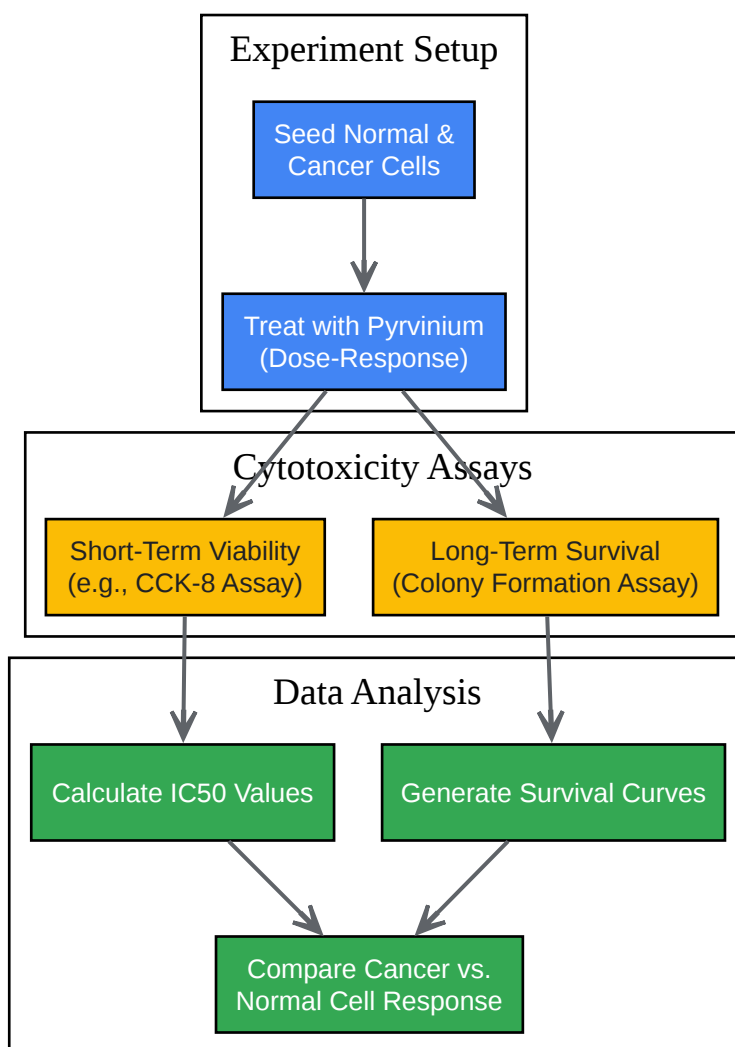 Experiment Setup
Seed Normal &
Cancer Cells
Treat with Pyrvinium
(Dose-Response)
Cytotoxicity Assays
Short-Term Viability
(e.g., CCK-8 Assay)
Long-Term Survival
(Colony Formation Assay)
Data Analysis
Calculate IC50 Values
Generate Survival Curves
Compare Cancer vs.
Normal Cell Response